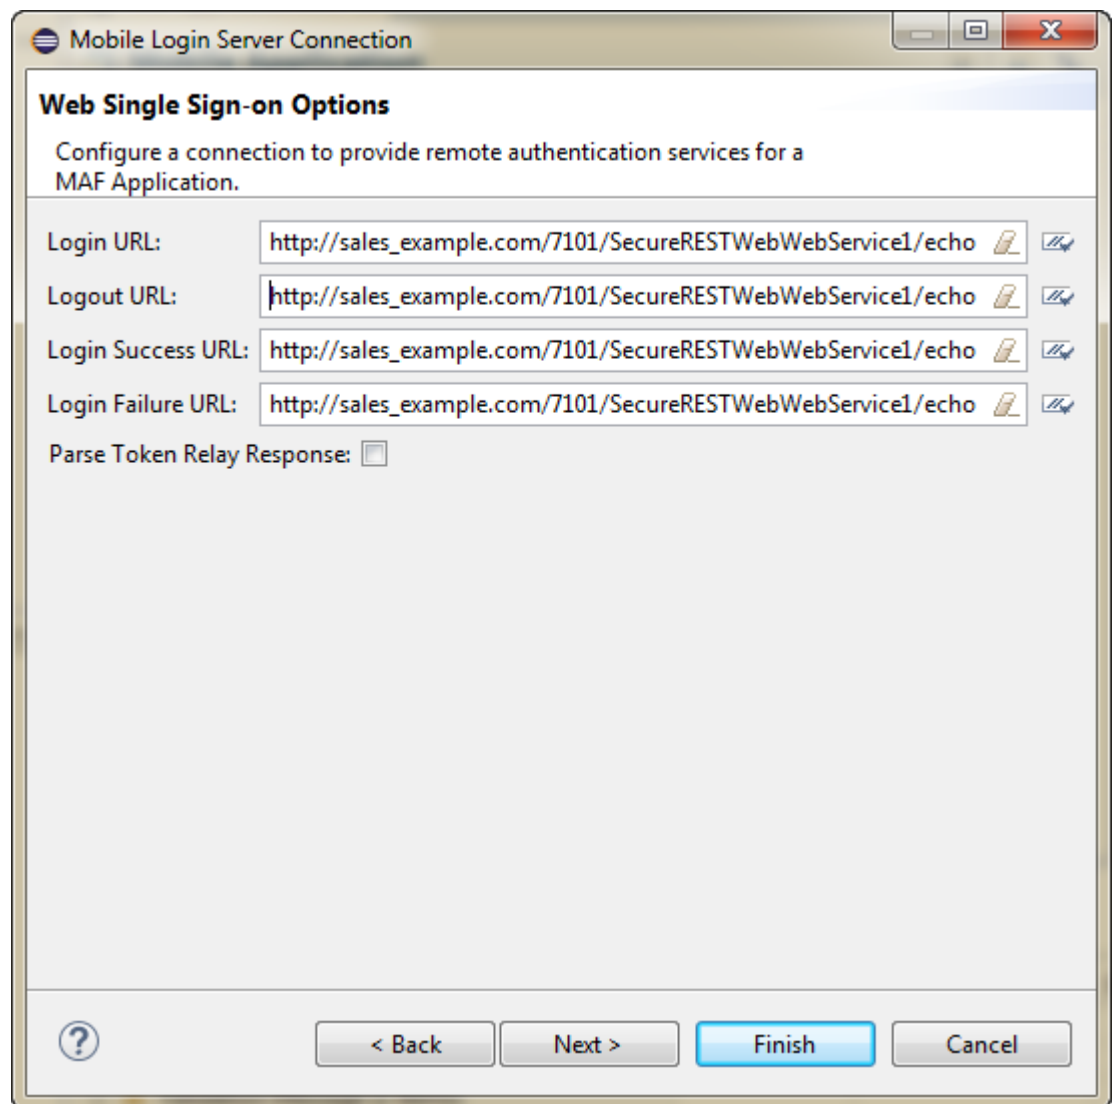 Mobile Login Server Connection
Web Single Sign-on Options
Configure a connection to provide remote authentication services for a
MAF Application.
Login URL: http://sales_example.com/7101/SecureRESTWebWebService1/echo
Logout URL: http://sales_example.com/7101/SecureRESTWebWebService1/echo
Login Success URL: http://sales_example.com/7101/SecureRESTWebWebService1/echo
Login Failure URL: http://sales_example.com/7101/SecureRESTWebWebService1/echo
Parse Token Relay Response:
? < Back Next > Finish Cancel